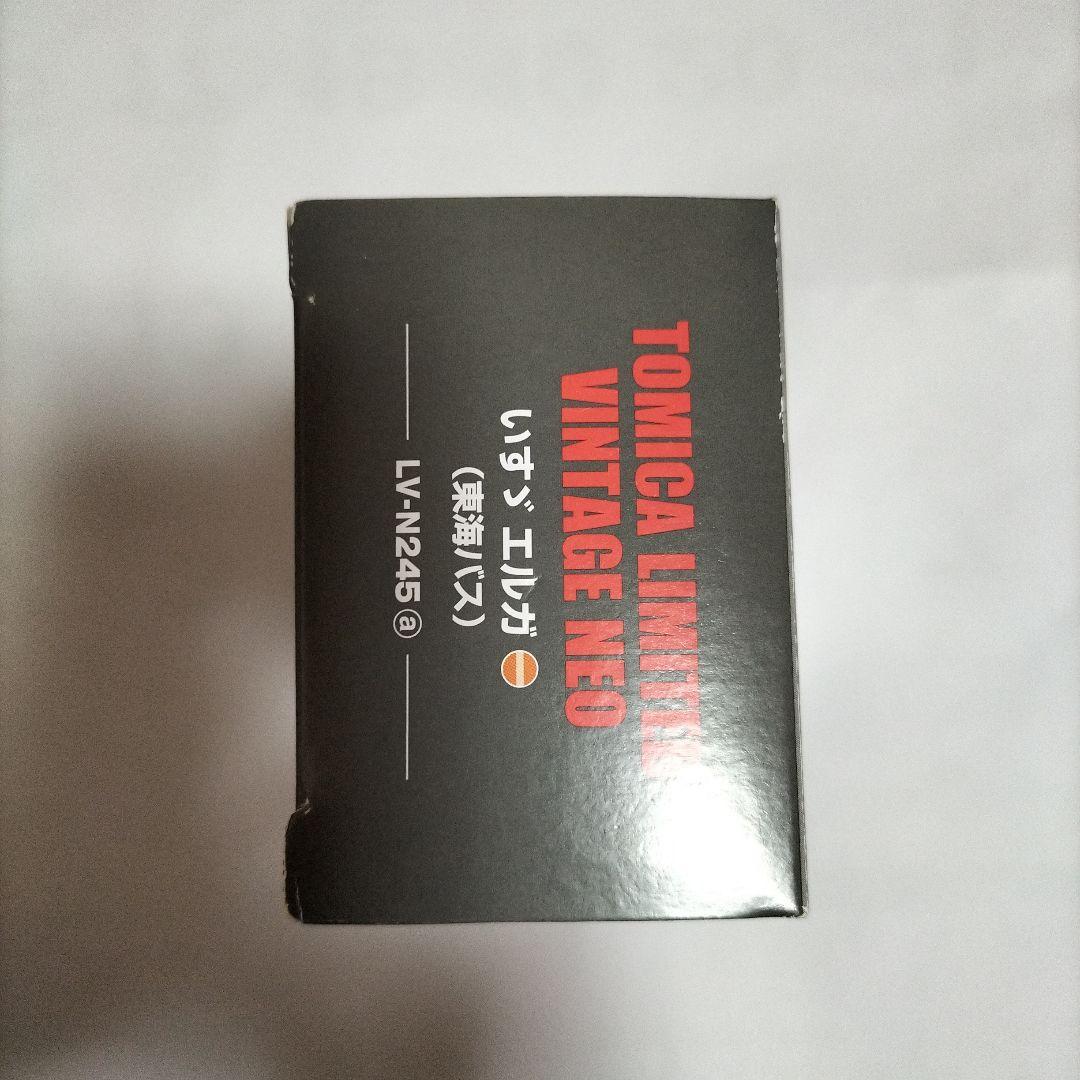 TOMICA LIMITED
VINTAGE NEO
いすゞ エルガ
（東海バス）
LV-N245 ⓐ